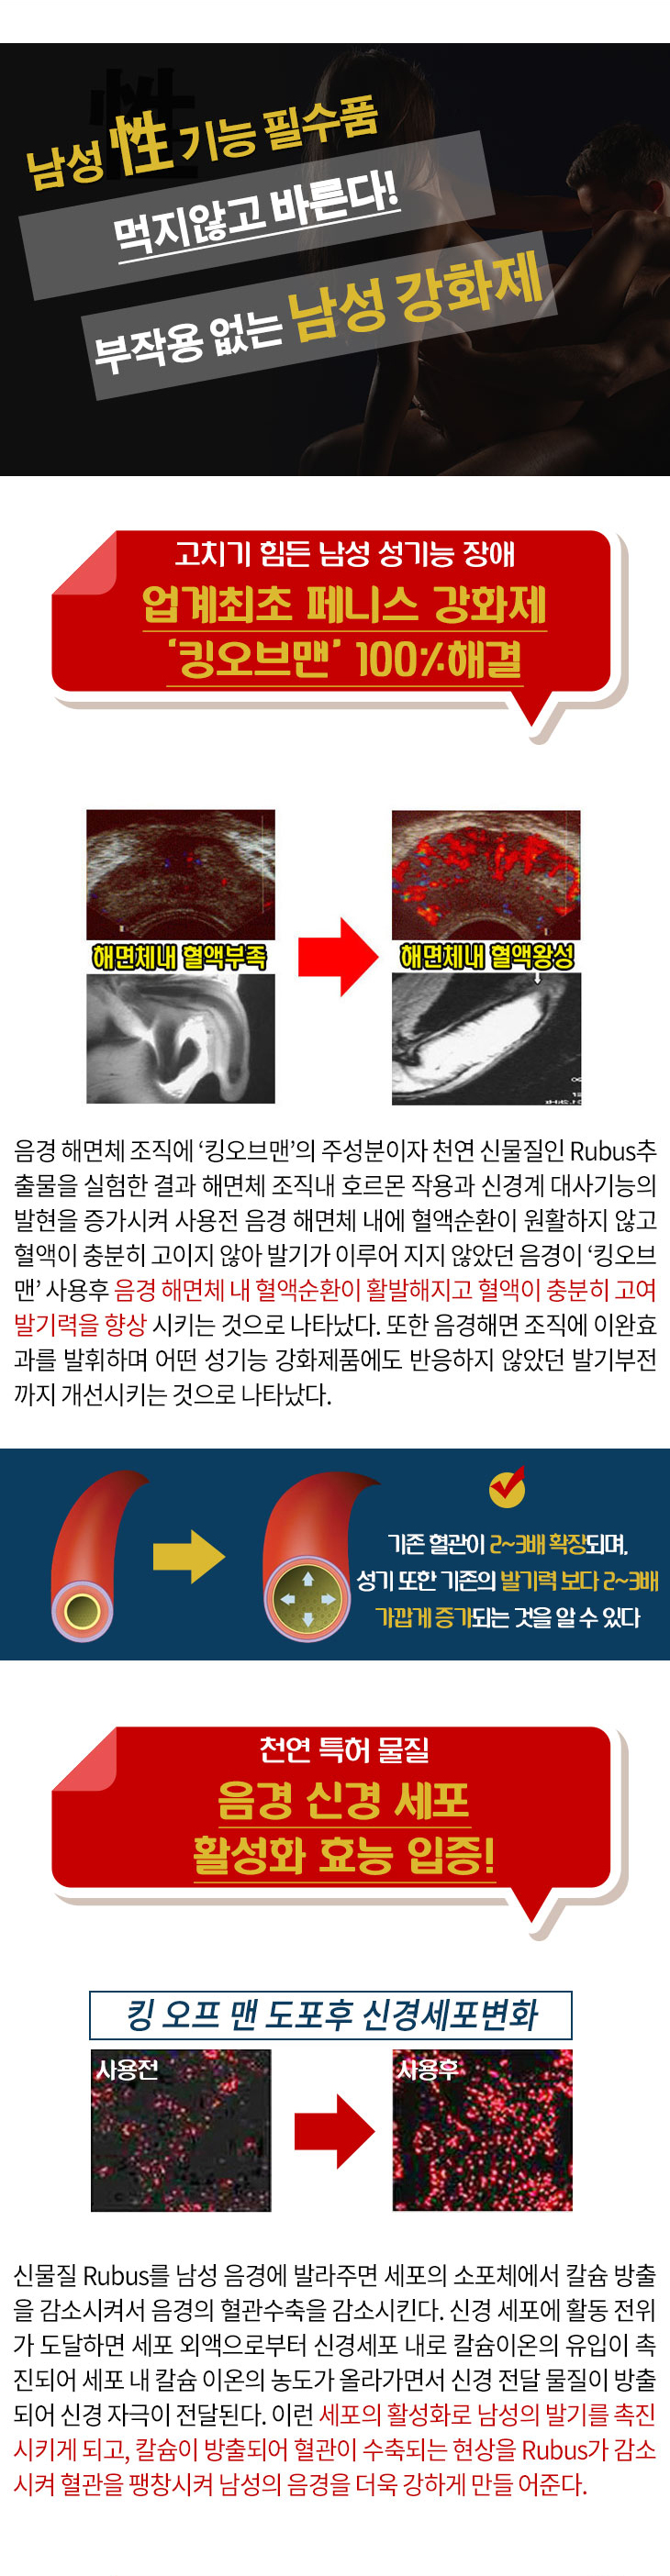 남성 性 기능 필수품
먹지않고 바른다!
부작용 없는 남성 강화제
고치기 힘든 남성 성기능 장애
업계최초 페니스 강화제
‘킹오브맨’ 100%해결
해면체내 혈액부족
해면체내 혈액왕성
음경 해면체 조직에 ‘킹오브맨’의 주성분이자 천연 신물질인 Rubus추
출물을 실험한 결과 해면체 조직내 호르몬 작용과 신경계 대사기능의
발현을 증가시켜 사용전 음경 해면체 내에 혈액순환이 원활하지 않고
혈액이 충분히 고이지 않아 발기가 이루어 지지 않았던 음경이 ‘킹오브
맨’ 사용후 음경 해면체 내 혈액순환이 활발해지고 혈액이 충분히 고여
발기력을 향상 시키는 것으로 나타났다. 또한 음경해면 조직에 이완효
과를 발휘하며 어떤 성기능 강화제품에도 반응하지 않았던 발기부전
까지 개선시키는 것으로 나타났다.
기존 혈관이 2~3배 확장되며,
성기 또한 기존의 발기력 보다 2~3배
가깝게 증가되는 것을 알 수 있다
천연 특허 물질
음경 신경 세포
활성화 효능 입증!
킹 오프 맨 도포후 신경세포변화
사용전
사용후
신물질 Rubus를 남성 음경에 발라주면 세포의 소포체에서 칼슘 방출
을 감소시켜서 음경의 혈관수축을 감소시킨다. 신경 세포에 활동 전위
가 도달하면 세포 외액으로부터 신경세포 내로 칼슘이온의 유입이 촉
진되어 세포 내 칼슘 이온의 농도가 올라가면서 신경 전달 물질이 방출
되어 신경 자극이 전달된다. 이런 세포의 활성화로 남성의 발기를 촉진
시키게 되고, 칼슘이 방출되어 혈관이 수축되는 현상을 Rubus가 감소
시켜 혈관을 팽창시켜 남성의 음경을 더욱 강하게 만들 어준다.